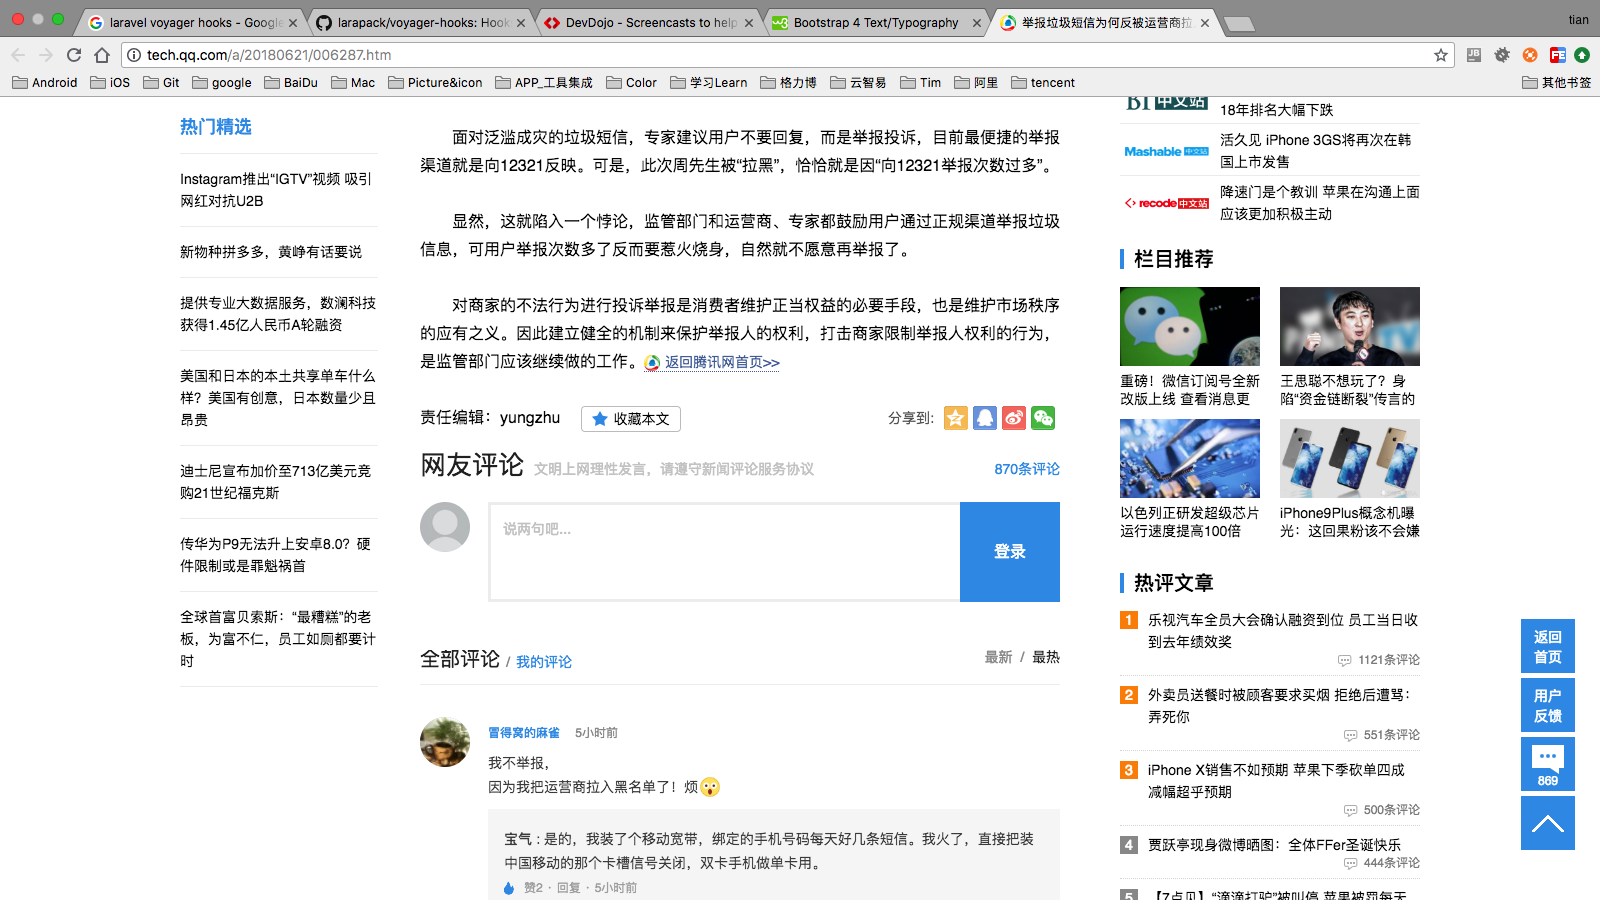 laravel voyager hooks - Google
larapack/voyager-hooks: Hook
DevDojo - Screencasts to help
Bootstrap 4 Text/Typography
举报垃圾短信为何反被运营商拉
tian
tech.qq.com/a/20180621/006287.htm
Android
iOS
Git
google
BaiDu
Mac
Picture&icon
APP_工具集成
Color
学习Learn
格力博
云智易
Tim
阿里
tencent
其他书签
热门精选
Instagram推出“IGTV”视频 吸引
网红对抗U2B
新物种拼多多，黄峥有话要说
提供专业大数据服务，数澜科技
获得1.45亿人民币A轮融资
美国和日本的本土共享单车什么
样？美国有创意，日本数量少且
昂贵
迪士尼宣布加价至713亿美元竞
购21世纪福克斯
传华为P9无法升上安卓8.0？硬
件限制或是罪魁祸首
全球首富贝索斯：“最糟糕”的老
板，为富不仁，员工如厕都要计
时
面对泛滥成灾的垃圾短信，专家建议用户不要回复，而是举报投诉，目前最便捷的举报
渠道就是向12321反映。可是，此次周先生被“拉黑”，恰恰就是因“向12321举报次数过多”。
显然，这就陷入一个悖论，监管部门和运营商、专家都鼓励用户通过正规渠道举报垃圾
信息，可用户举报次数多了反而要惹火烧身，自然就不愿意再举报了。
对商家的不法行为进行投诉举报是消费者维护正当权益的必要手段，也是维护市场秩序
的应有之义。因此建立健全的机制来保护举报人的权利，打击商家限制举报人权利的行为，
是监管部门应该继续做的工作。 返回腾讯网首页>>
责任编辑：yungzhu
收藏本文
分享到:
网友评论 文明上网理性发言，请遵守新闻评论服务协议
870条评论
说两句吧...
登录
全部评论 / 我的评论
最新 / 最热
冒得窝的麻雀 5小时前
我不举报，
因为我把运营商拉入黑名单了！烦
宝气 : 是的，我装了个移动宽带，绑定的手机号码每天好几条短信。我火了，直接把装
中国移动的那个卡槽信号关闭，双卡手机做单卡用。
赞2 · 回复 · 5小时前
BI 中文站
18年排名大幅下跌
Mashable 中文站
活久见 iPhone 3GS将再次在韩
国上市发售
recode 中文站
降速门是个教训 苹果在沟通上面
应该更加积极主动
栏目推荐
重磅！微信订阅号全新
改版上线 查看消息更
王思聪不想玩了？身
陷“资金链断裂”传言的
以色列正研发超级芯片
运行速度提高100倍
iPhone9Plus概念机曝
光：这回果粉该不会嫌
热评文章
1 乐视汽车全员大会确认融资到位 员工当日收
到去年绩效奖
1121条评论
2 外卖员送餐时被顾客要求买烟 拒绝后遭骂：
弄死你
551条评论
3 iPhone X销售不如预期 苹果下季砍单四成
减幅超乎预期
500条评论
4 贾跃亭现身微博晒图：全体FFer圣诞快乐
444条评论
5 【7点见】“滴滴打驴”被叫停 苹果被罚每天
返回
首页
用户
反馈
869